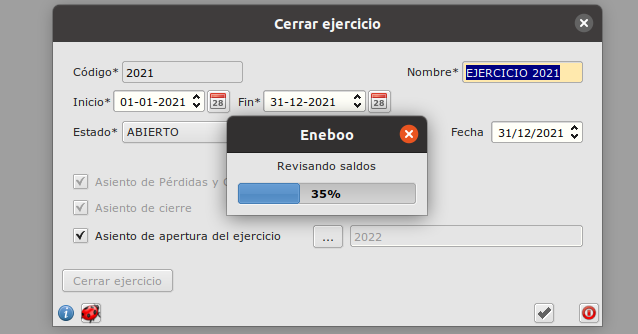 Cerrar ejercicio
Código* 2021 Nombre* EJERCICIO 2021
Inicio* 01-01-2021 28 Fin* 31-12-2021 28
Estado* ABIERTO Fecha 31/12/2021
Eneboo
Revisando saldos
35%
Asiento de Pérdidas y
Asiento de cierre
Asiento de apertura del ejercicio ... 2022
Cerrar ejercicio